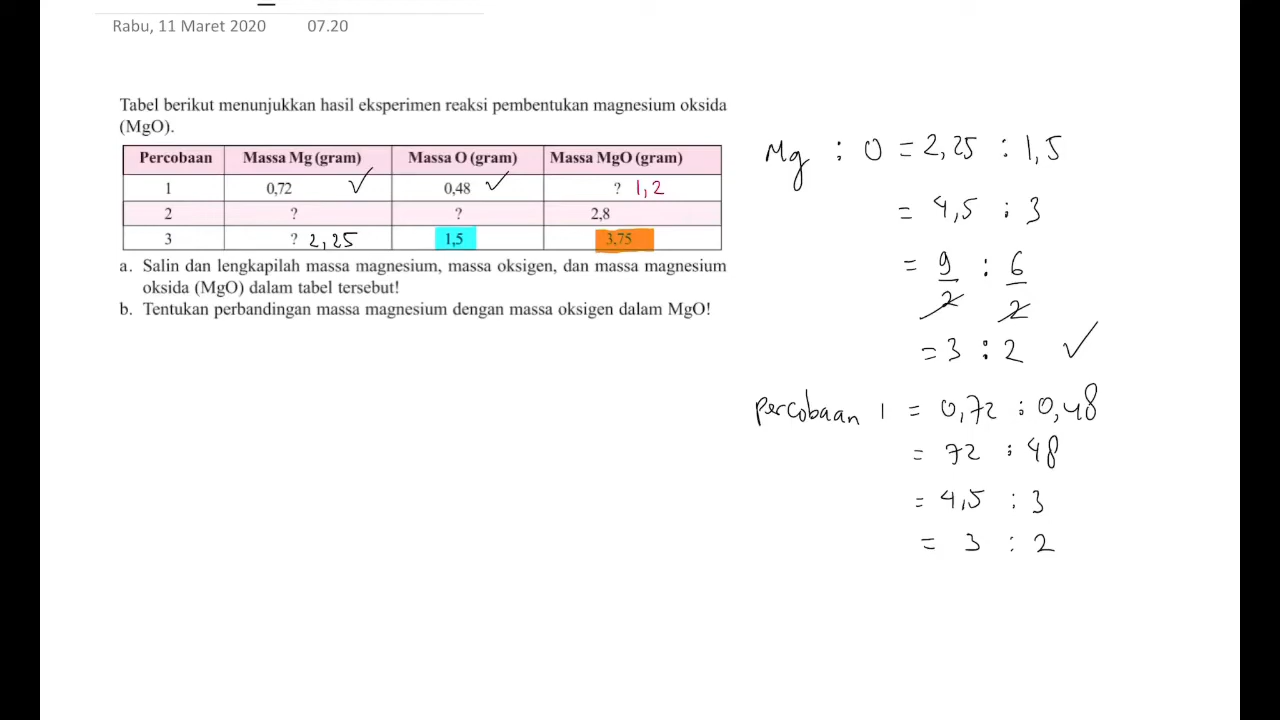 Rabu, 11 Maret 2020 07.20
Tabel berikut menunjukkan hasil eksperimen reaksi pembentukan magnesium oksida
(MgO).
Percobaan Massa Mg (gram) Massa O (gram) Massa MgO (gram)
1 0,72 ✓ 0,48 ✓ ? 1,2
2 ? ? 2,8
3 ? 2,25 1,5 3,75
a. Salin dan lengkapilah massa magnesium, massa oksigen, dan massa magnesium
oksida (MgO) dalam tabel tersebut!
b. Tentukan perbandingan massa magnesium dengan massa oksigen dalam MgO!
Mg : O = 2,25 : 1,5
= 4,5 : 3
= 9/2 : 6/2
= 3 : 2 ✓
percobaan 1 = 0,72 : 0,48
= 72 : 48
= 4,5 : 3
= 3 : 2